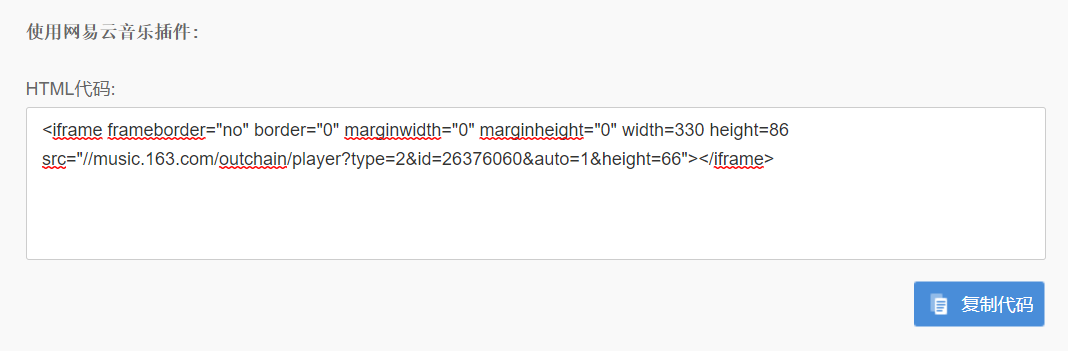 使用网易云音乐插件:
HTML代码:
<iframe frameborder="no" border="0" marginwidth="0" marginheight="0" width=330 height=86
src="//music.163.com/outchain/player?type=2&id=26376060&auto=1&height=66"></iframe>
复制代码